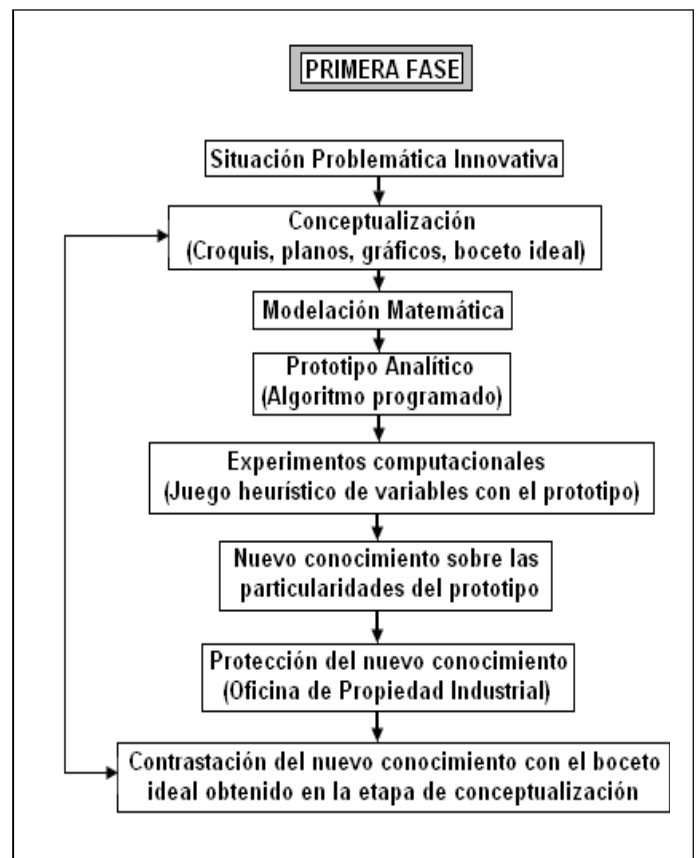 PRIMERA FASE
Situación Problemática Innovativa
Conceptualización
(Croquis, planos, gráficos, boceto ideal)
Modelación Matemática
Prototipo Analítico
(Algoritmo programado)
Experimentos computacionales
(Juego heurístico de variables con el prototipo)
Nuevo conocimiento sobre las
particularidades del prototipo
Protección del nuevo conocimiento
(Oficina de Propiedad Industrial)
Contrastación del nuevo conocimiento con el boceto
ideal obtenido en la etapa de conceptualización